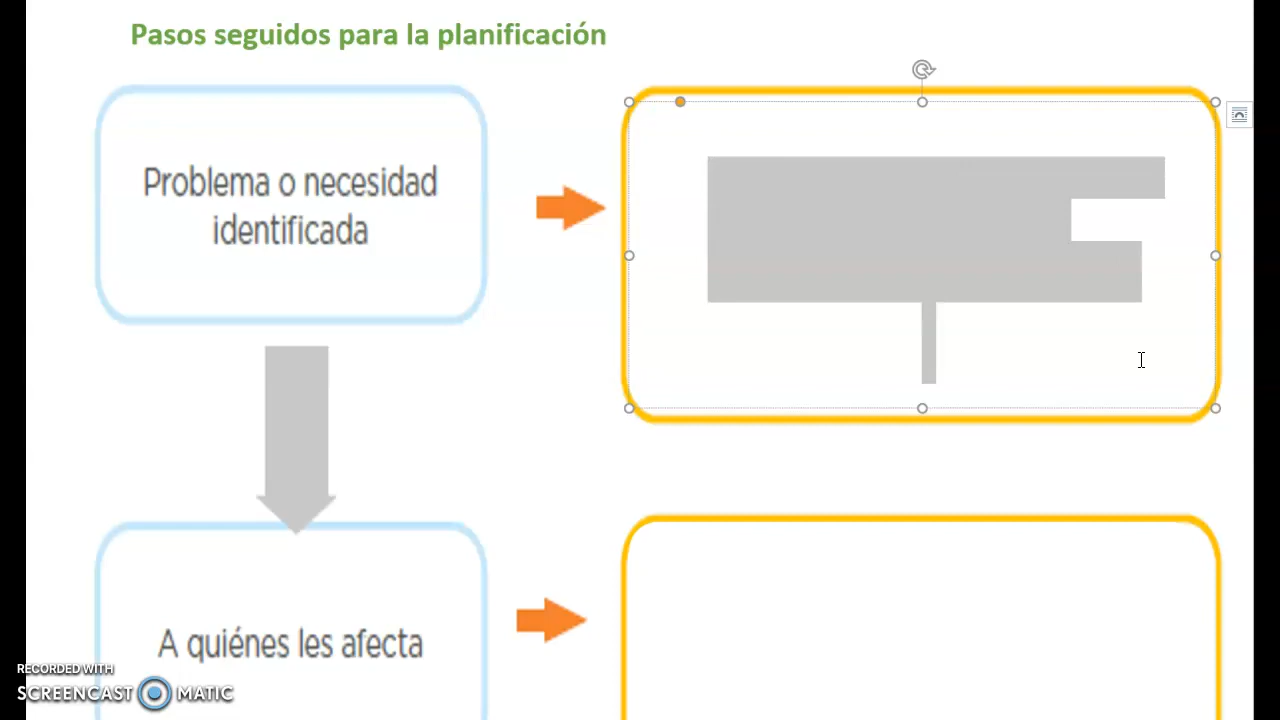 Pasos seguidos para la planificación
Problema o necesidad
identificada
A quiénes les afecta
RECORDED WITH
SCREENCAST MATIC